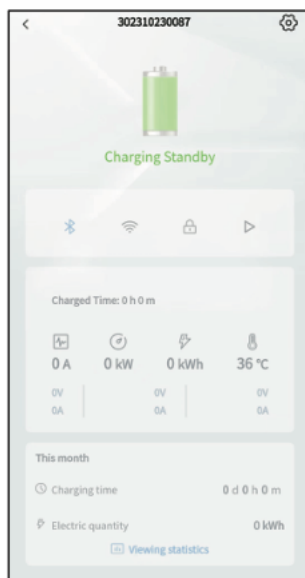 302310230087
Charging Standby
Charged Time: 0 h 0 m
0 A 0 kW 0 kWh 36 ℃
0V 0V 0V
0A 0A 0A
This month
Charging time 0 d 0 h 0 m
Electric quantity 0 kWh
Viewing statistics